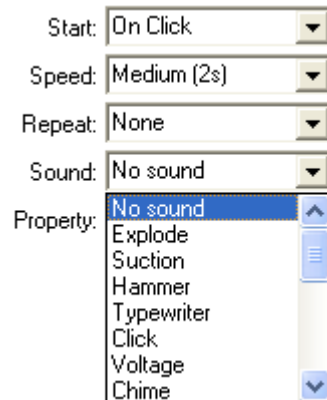 Start: On Click
Speed: Medium (2s)
Repeat: None
Sound: No sound
Property:
No sound
Explode
Suction
Hammer
Typewriter
Click
Voltage
Chime